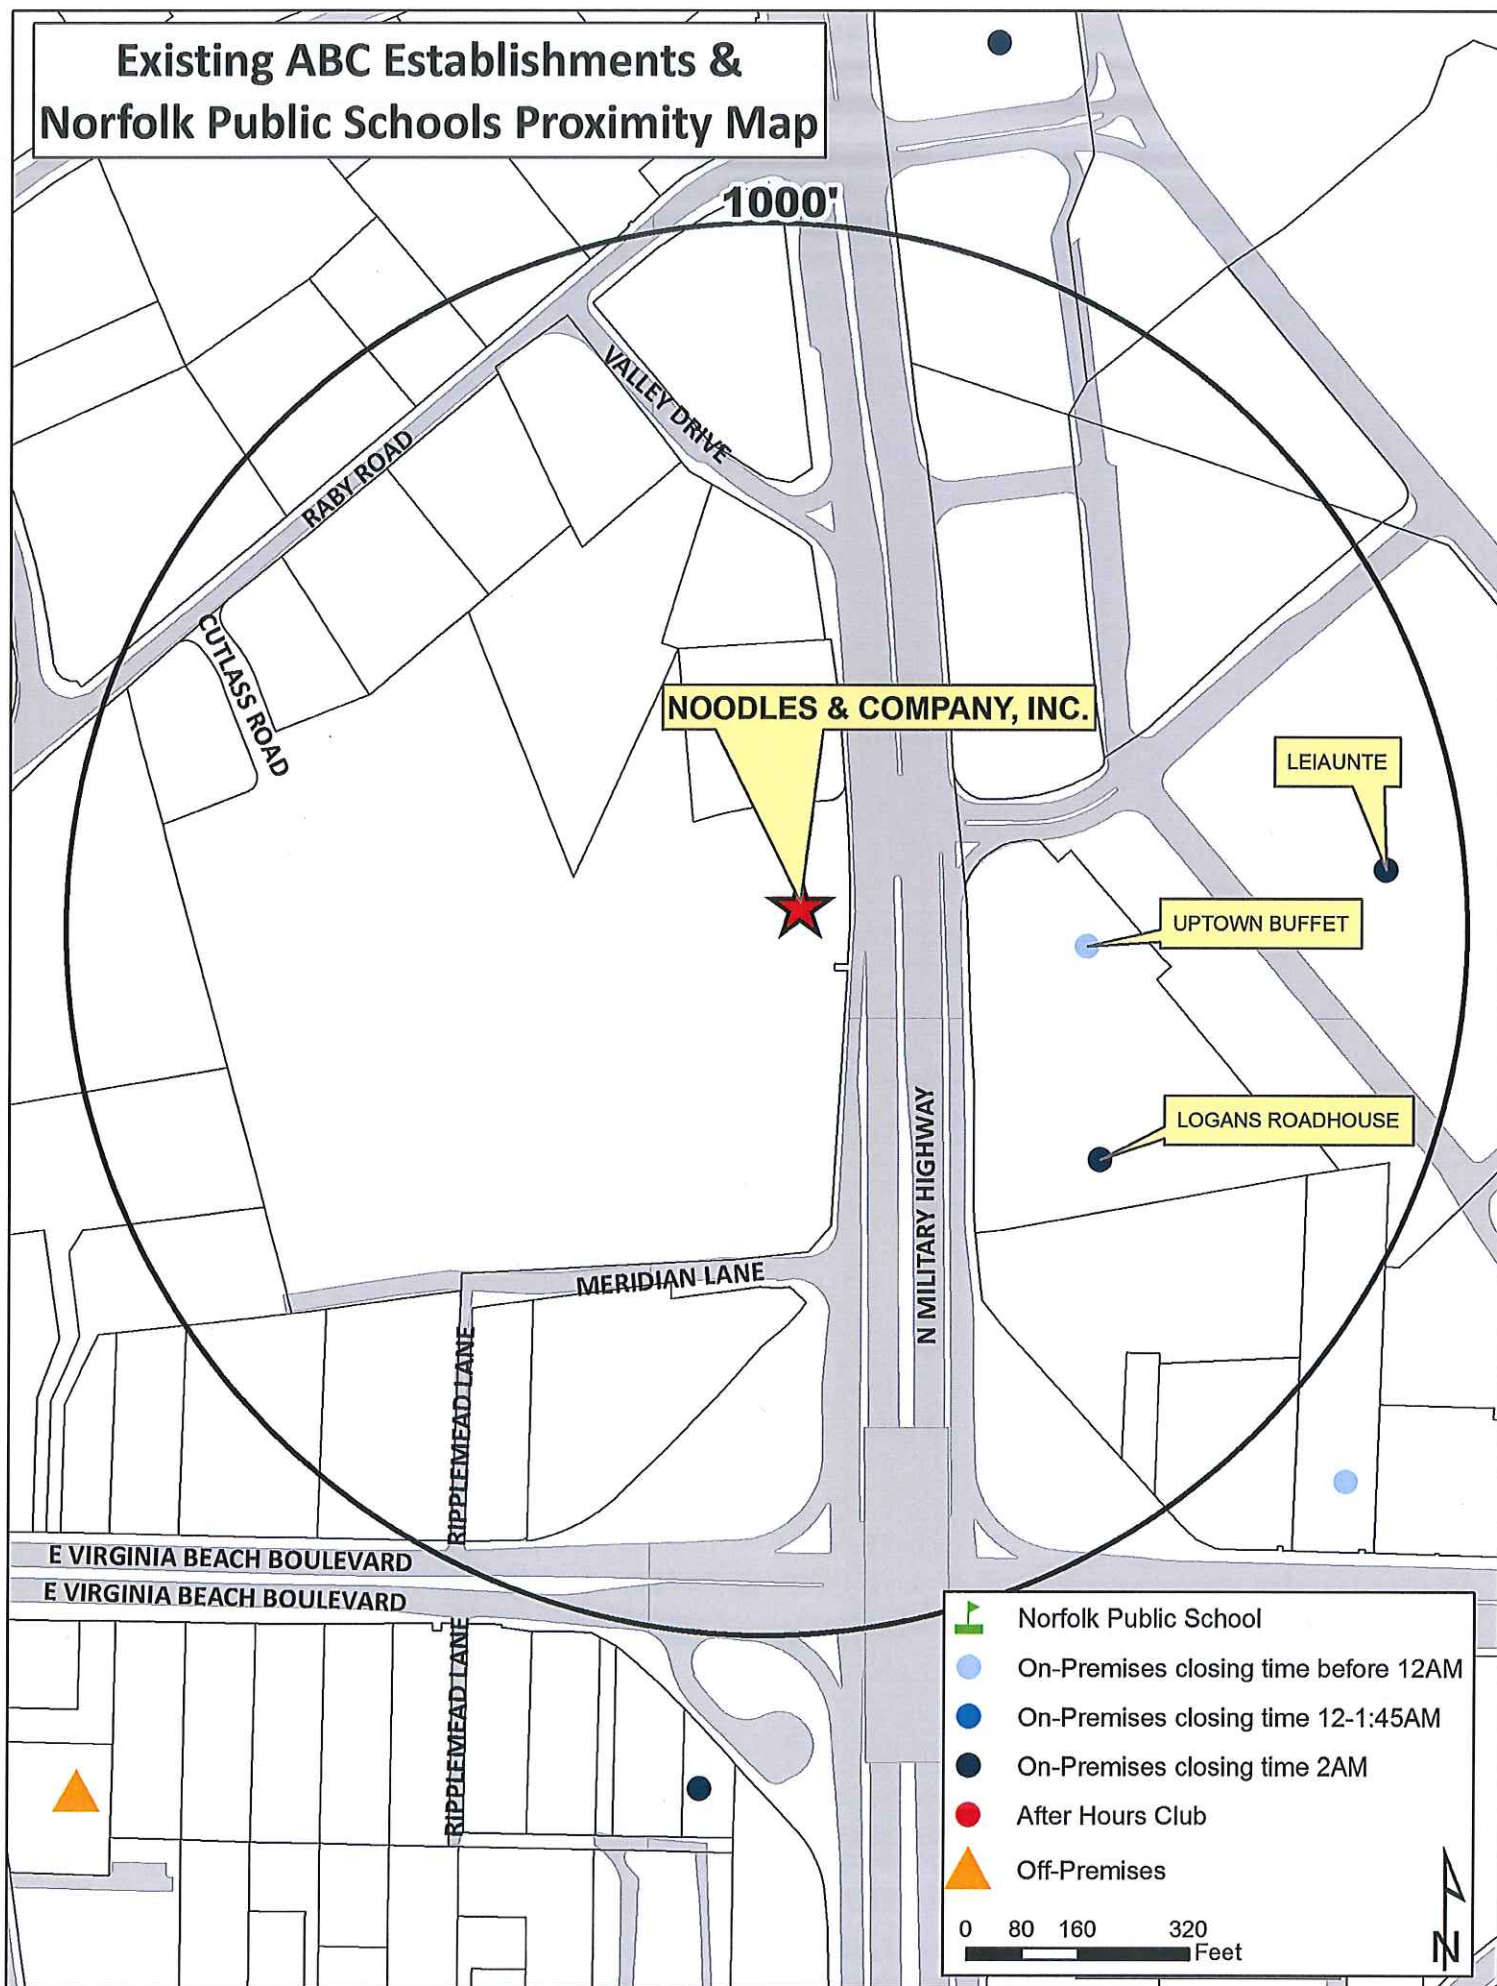 Existing ABC Establishments &
Norfolk Public Schools Proximity Map
1000'
VALLEY DRIVE
RABY ROAD
CUTLASS ROAD
NOODLES & COMPANY, INC.
LEIAUNTE
UPTOWN BUFFET
LOGANS ROADHOUSE
N MILITARY HIGHWAY
MERIDIAN LANE
RIPPLEMEAD LANE
E VIRGINIA BEACH BOULEVARD
E VIRGINIA BEACH BOULEVARD
RIPPLEMEAD LANE
Norfolk Public School
On-Premises closing time before 12AM
On-Premises closing time 12-1:45AM
On-Premises closing time 2AM
After Hours Club
Off-Premises
0 80 160 320
Feet
N